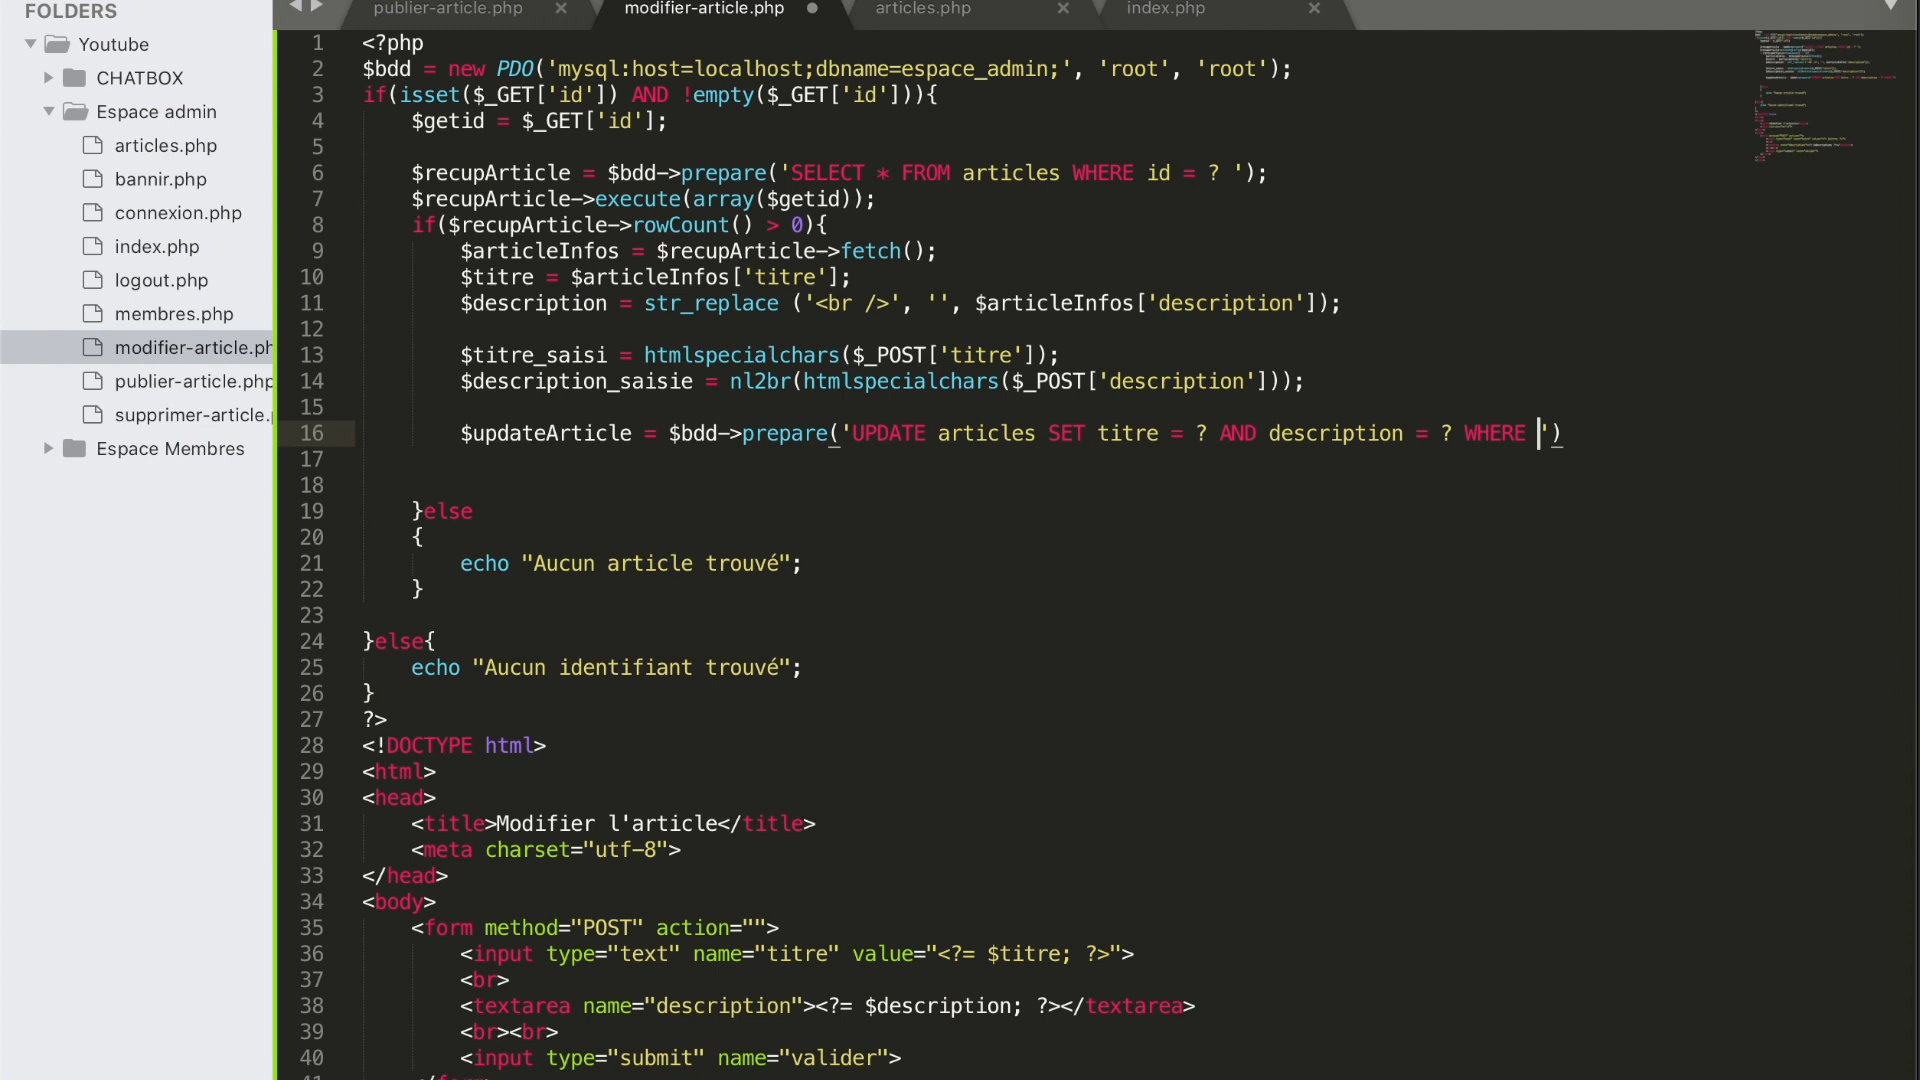 FOLDERS
Youtube
CHATBOX
Espace admin
articles.php
bannir.php
connexion.php
index.php
logout.php
membres.php
modifier-article.ph
publier-article.php
supprimer-article.
Espace Membres
publier-article.php
modifier-article.php
articles.php
index.php
1 <?php
2 $bdd = new PDO('mysql:host=localhost;dbname=espace_admin;', 'root', 'root');
3 if(isset($_GET['id']) AND !empty($_GET['id'])){
4 $getid = $_GET['id'];
5
6 $recupArticle = $bdd->prepare('SELECT * FROM articles WHERE id = ? ');
7 $recupArticle->execute(array($getid));
8 if($recupArticle->rowCount() > 0){
9 $articleInfos = $recupArticle->fetch();
10 $titre = $articleInfos['titre'];
11 $description = str_replace ('<br />', '', $articleInfos['description']);
12
13 $titre_saisi = htmlspecialchars($_POST['titre']);
14 $description_saisie = nl2br(htmlspecialchars($_POST['description']));
15
16 $updateArticle = $bdd->prepare('UPDATE articles SET titre = ? AND description = ? WHERE ')
17
18
19 }else
20 {
21 echo "Aucun article trouvé";
22 }
23
24 }else{
25 echo "Aucun identifiant trouvé";
26 }
27 ?>
28 <!DOCTYPE html>
29 <html>
30 <head>
31 <title>Modifier l'article</title>
32 <meta charset="utf-8">
33 </head>
34 <body>
35 <form method="POST" action="">
36 <input type="text" name="titre" value="<?= $titre; ?>">
37 <br>
38 <textarea name="description"><?= $description; ?></textarea>
39 <br><br>
40 <input type="submit" name="valider">